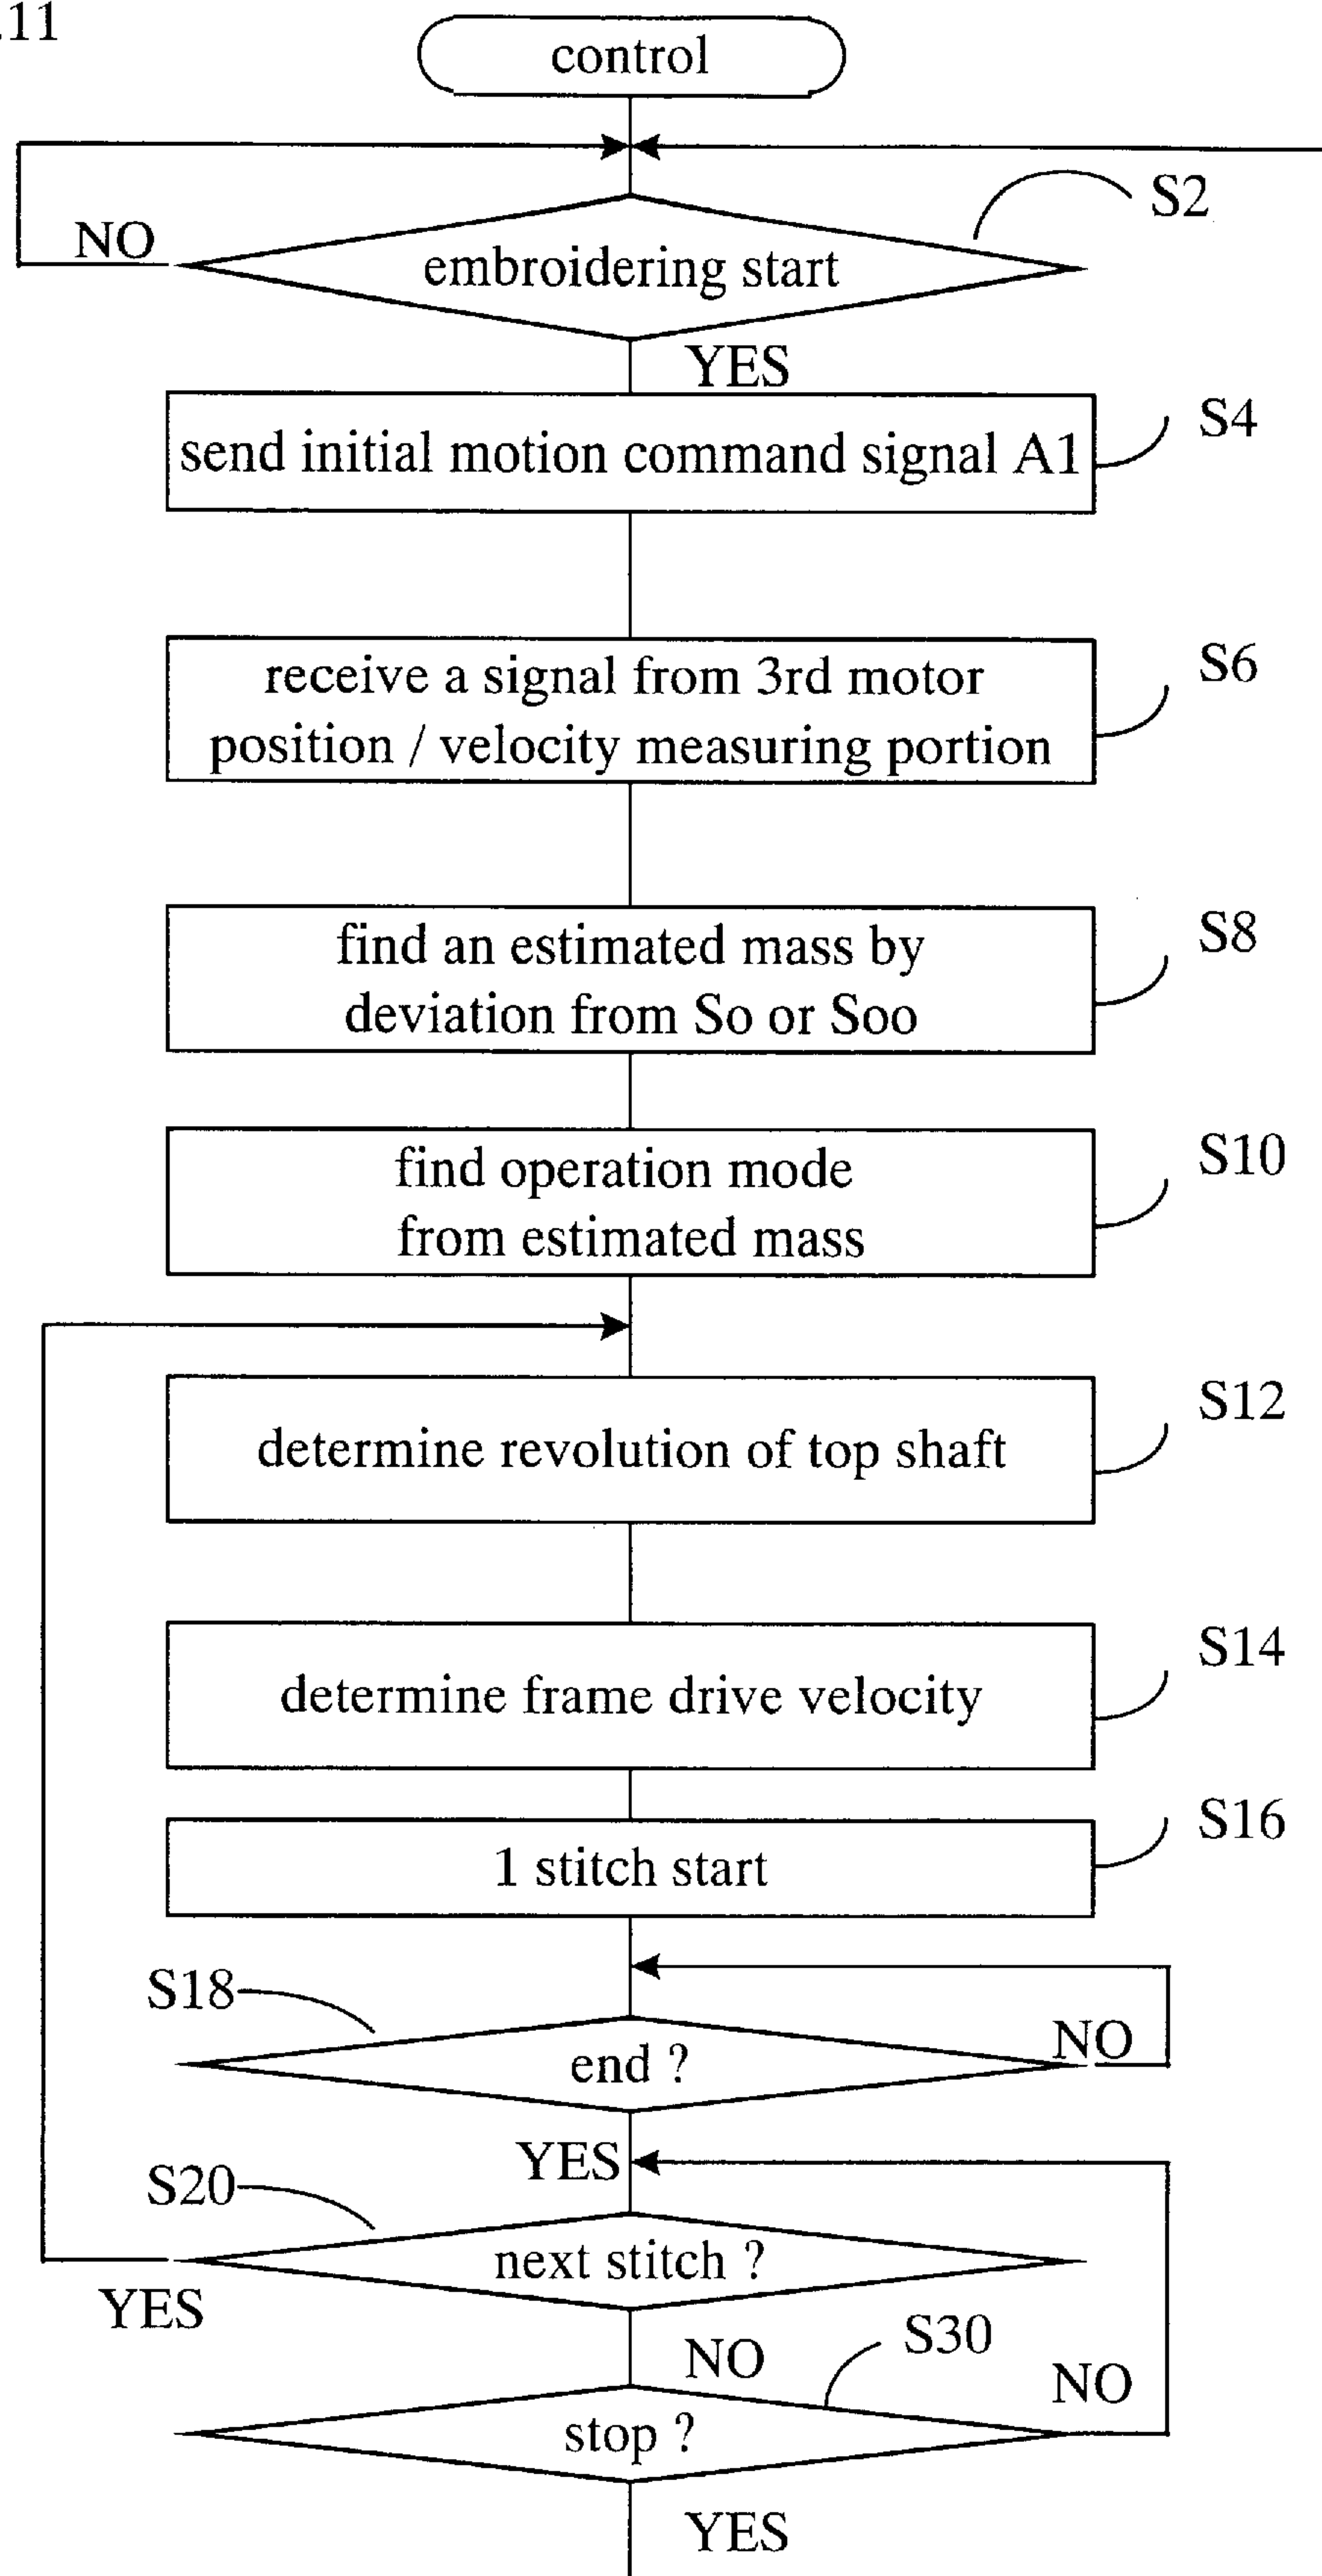 .11
control
S2
NO
embroidering start
YES
S4
send initial motion command signal A1
S6
receive a signal from 3rd motor
position / velocity measuring portion
S8
find an estimated mass by
deviation from So or Soo
S10
find operation mode
from estimated mass
S12
determine revolution of top shaft
S14
determine frame drive velocity
S16
1 stitch start
S18
NO
end ?
YES
S20
next stitch ?
YES
NO
S30
NO
stop ?
YES